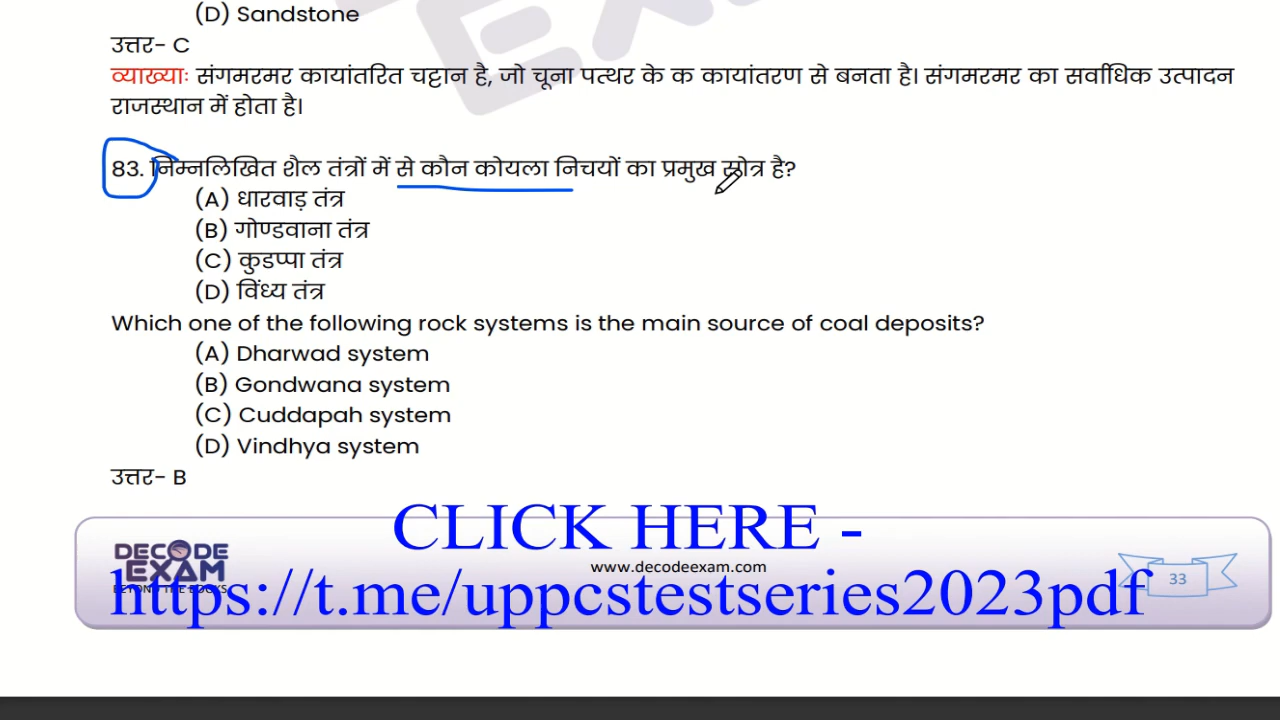 (D) Sandstone
उत्तर- C
व्याख्याः संगमरमर कायांतरित चट्टान है, जो चूना पत्थर के क कायांतरण से बनता है। संगमरमर का सर्वाधिक उत्पादन
राजस्थान में होता है।
83. निम्नलिखित शैल तंत्रों में से कौन कोयला निचयों का प्रमुख स्रोत्र है?
(A) धारवाड़ तंत्र
(B) गोण्डवाना तंत्र
(C) कुडप्पा तंत्र
(D) विंध्य तंत्र
Which one of the following rock systems is the main source of coal deposits?
(A) Dharwad system
(B) Gondwana system
(C) Cuddapah system
(D) Vindhya system
उत्तर- B
CLICK HERE -
DECODE EXAM
BEYOND THE BOOKS
www.decodeexam.com
33
https://t.me/uppcstestseries2023pdf